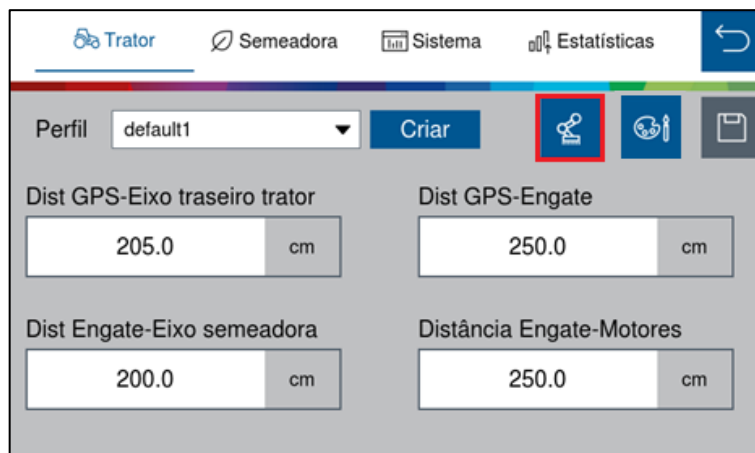 Trator Semeadora Sistema Estatísticas
Perfil default1 Criar
Dist GPS-Eixo traseiro trator Dist GPS-Engate
205.0 cm 250.0 cm
Dist Engate-Eixo semeadora Distância Engate-Motores
200.0 cm 250.0 cm